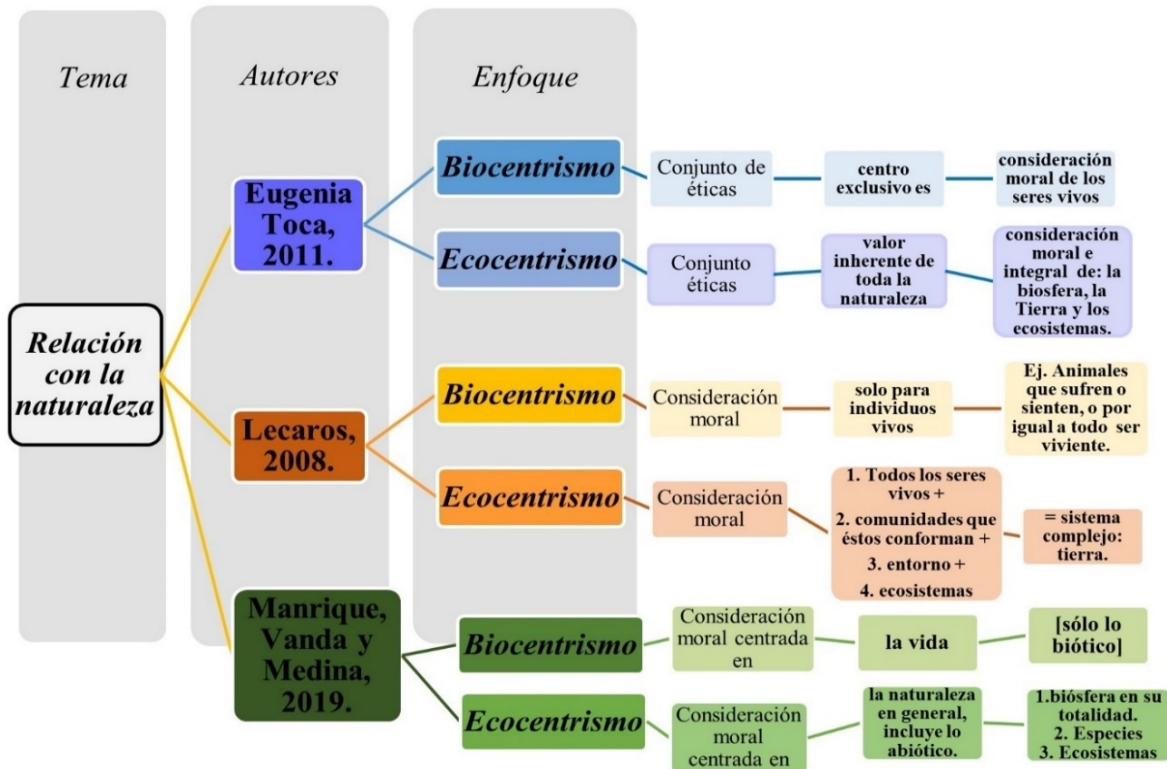 Tema
Autores
Enfoque
Relación
con la
naturaleza
Eugenia
Toca,
2011.
Biocentrismo
Conjunto de
éticas
centro
exclusivo es
consideración
moral de los
seres vivos
Ecocentrismo
Conjunto
éticas
valor
inherente de
toda la
naturaleza
consideración
moral e
integral de: la
biosfera, la
Tierra y los
ecosistemas.
Lecaros,
2008.
Biocentrismo
Consideración
moral
solo para
individuos
vivos
Ej. Animales
que sufren o
sienten, o por
igual a todo ser
viviente.
Ecocentrismo
Consideración
moral
1. Todos los seres
vivos +
2. comunidades que
éstos conforman +
3. entorno +
4. ecosistemas
= sistema
complejo:
tierra.
Manrique,
Vanda y
Medina,
2019.
Biocentrismo
Consideración
moral centrada
en
la vida
[sólo lo
biótico]
Ecocentrismo
Consideración
moral
centrada en
la naturaleza
en general,
incluye lo
abiótico.
1.biósfera en su
totalidad.
2. Especies
3. Ecosistemas